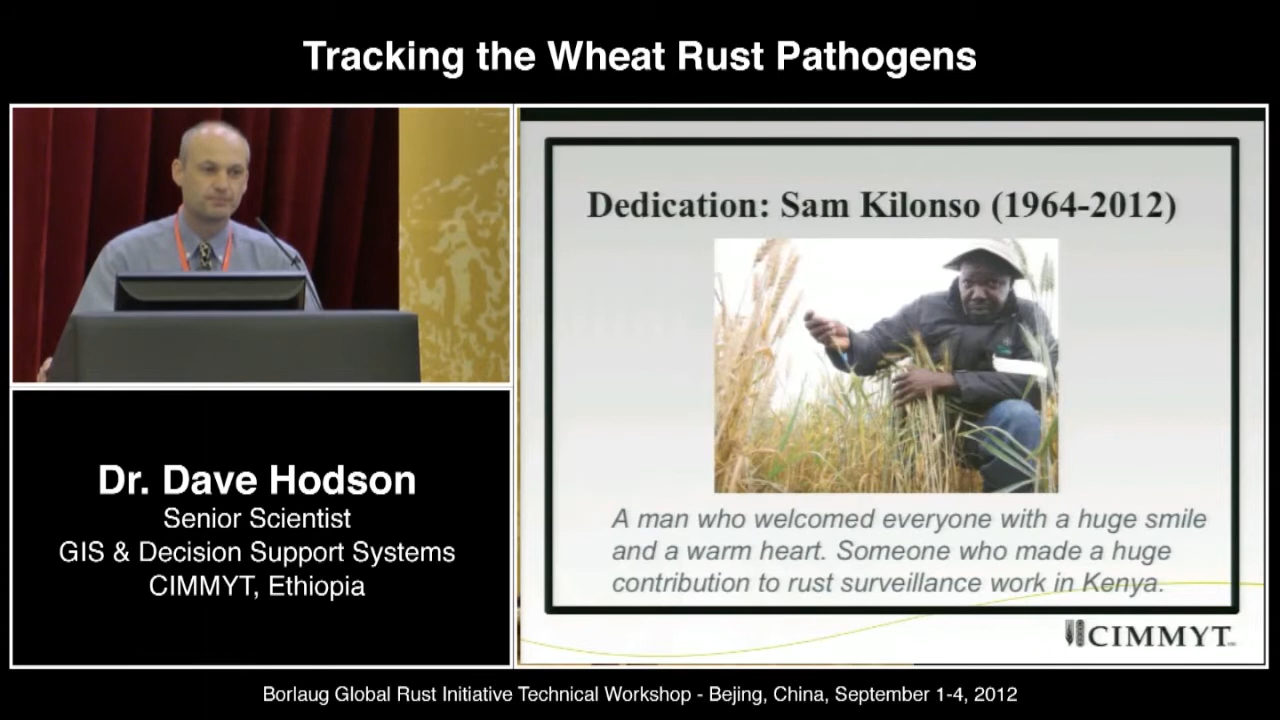 Tracking the Wheat Rust Pathogens
Dedication: Sam Kilonso (1964-2012)
A man who welcomed everyone with a huge smile
and a warm heart. Someone who made a huge
contribution to rust surveillance work in Kenya.
CIMMYT
Dr. Dave Hodson
Senior Scientist
GIS & Decision Support Systems
CIMMYT, Ethiopia
Borlaug Global Rust Initiative Technical Workshop - Bejing, China, September 1-4, 2012